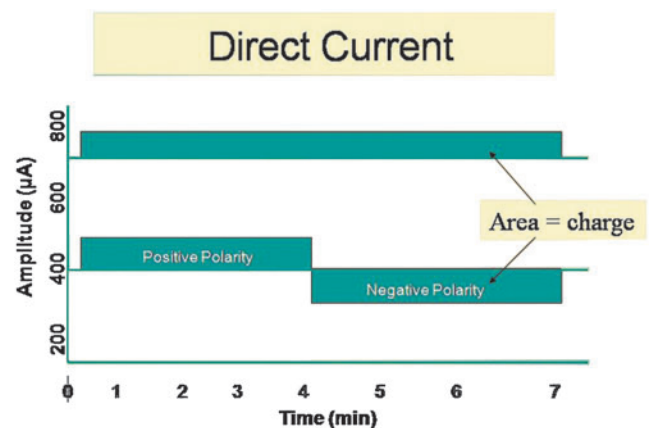 Direct Current
Amplitude (µA)
800
600
400
200
Area = charge
Positive Polarity
Negative Polarity
0 1 2 3 4 5 6 7
Time (min)